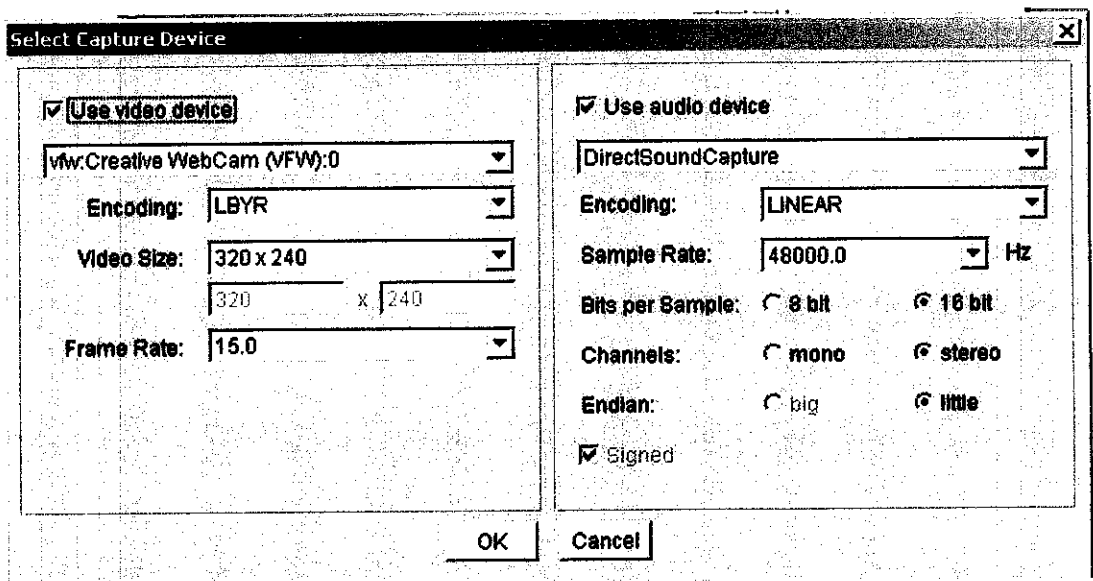 Select Capture Device
Use video device
vfw:Creative WebCam (VFW):0
Encoding: LBYR
Video Size: 320 x 240
320 x 240
Frame Rate: 15.0
Use audio device
DirectSoundCapture
Encoding: LINEAR
Sample Rate: 48000.0 Hz
Bits per Sample: 8 bit 16 bit
Channels: mono stereo
Endian: big little
Signed
OK Cancel